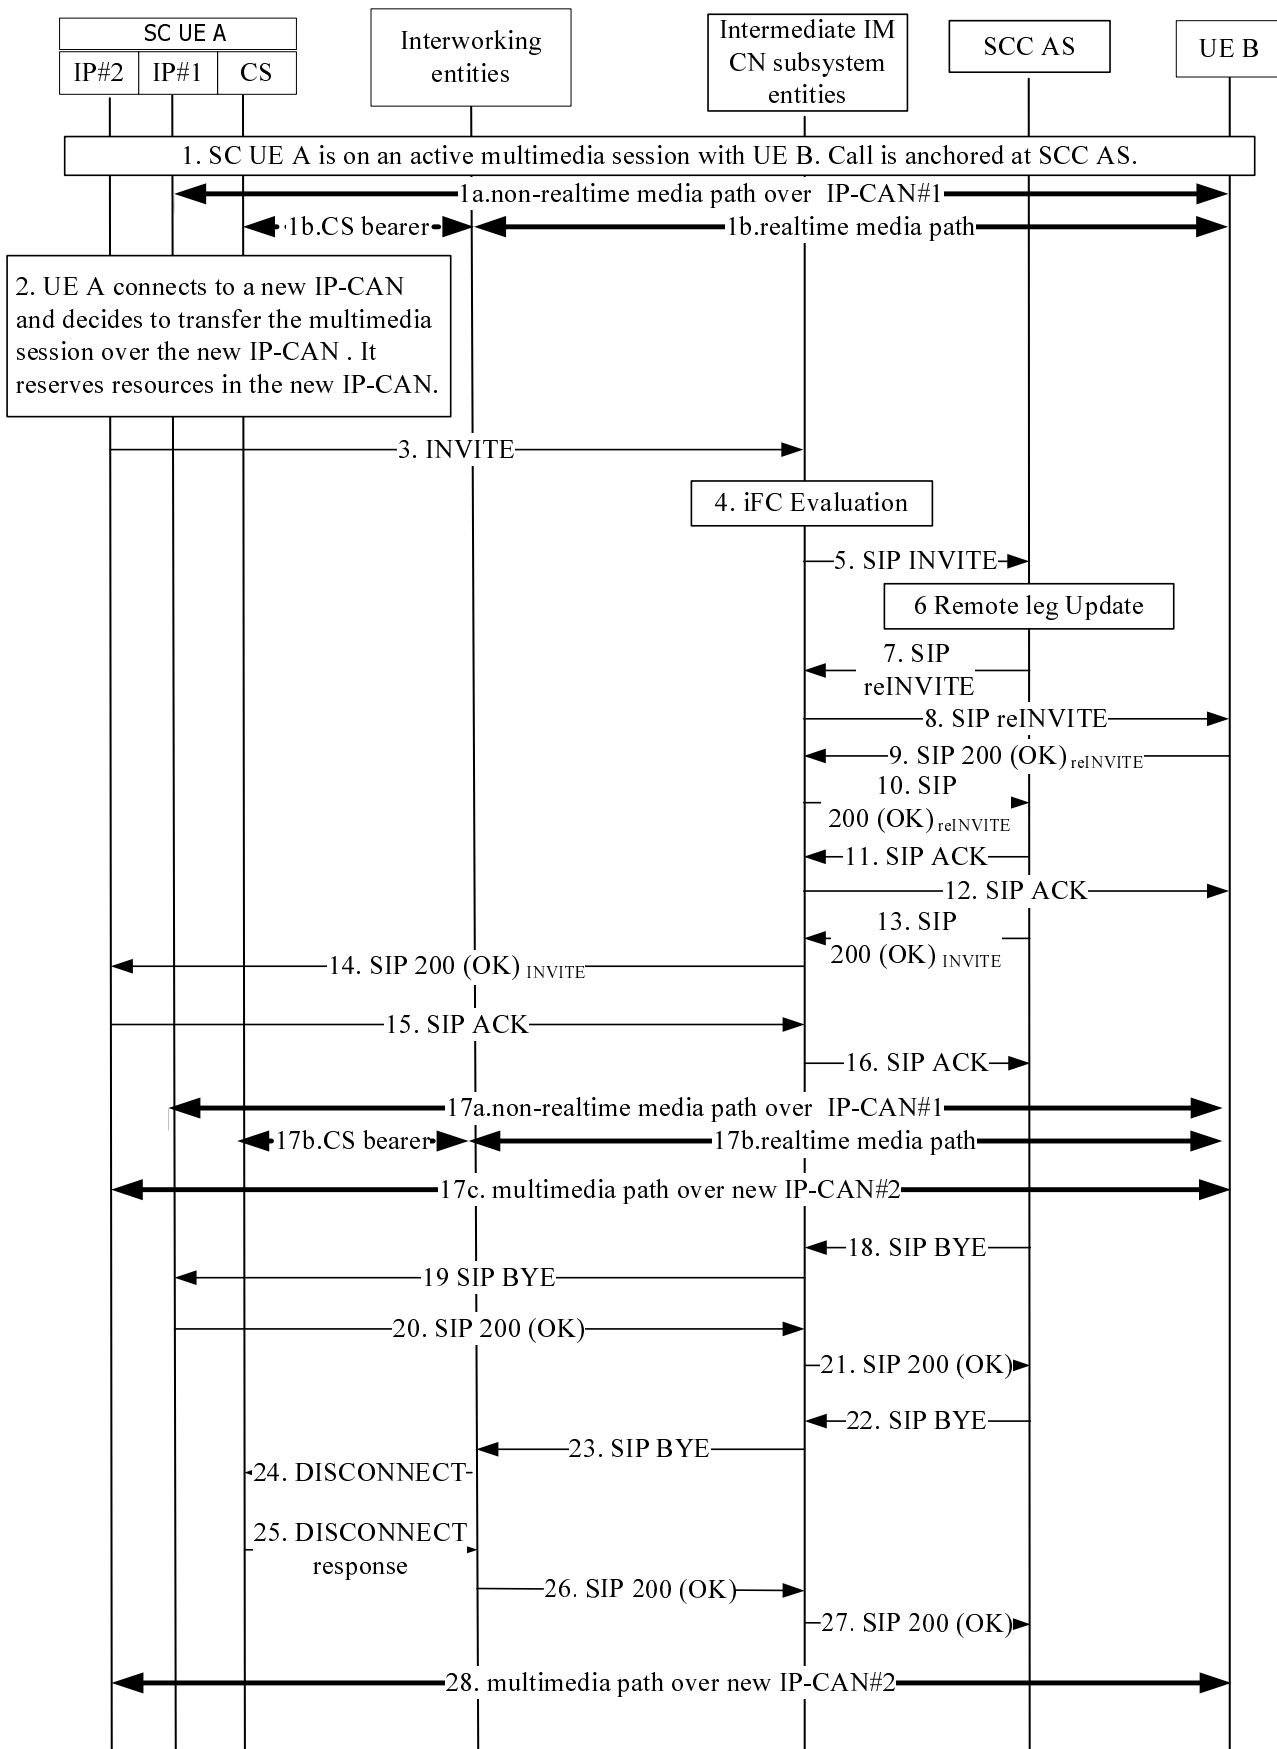 SC UE A
IP#2
IP#1
CS
Interworking
entities
Intermediate IM
CN subsystem
entities
SCC AS
UE B
1. SC UE A is on an active multimedia session with UE B. Call is anchored at SCC AS.
1a.non-realtime media path over IP-CAN#1
1b.CS bearer
1b.realtime media path
2. UE A connects to a new IP-CAN
and decides to transfer the multimedia
session over the new IP-CAN . It
reserves resources in the new IP-CAN.
3. INVITE
4. iFC Evaluation
5. SIP INVITE
6 Remote leg Update
7. SIP
reINVITE
8. SIP reINVITE
9. SIP 200 (OK) reINVITE
10. SIP
200 (OK) reINVITE
11. SIP ACK
12. SIP ACK
13. SIP
200 (OK) INVITE
14. SIP 200 (OK) INVITE
15. SIP ACK
16. SIP ACK
17a.non-realtime media path over IP-CAN#1
17b.CS bearer
17b.realtime media path
17c. multimedia path over new IP-CAN#2
18. SIP BYE
19 SIP BYE
20. SIP 200 (OK)
21. SIP 200 (OK)
22. SIP BYE
23. SIP BYE
24. DISCONNECT
25. DISCONNECT
response
26. SIP 200 (OK)
27. SIP 200 (OK)
28. multimedia path over new IP-CAN#2